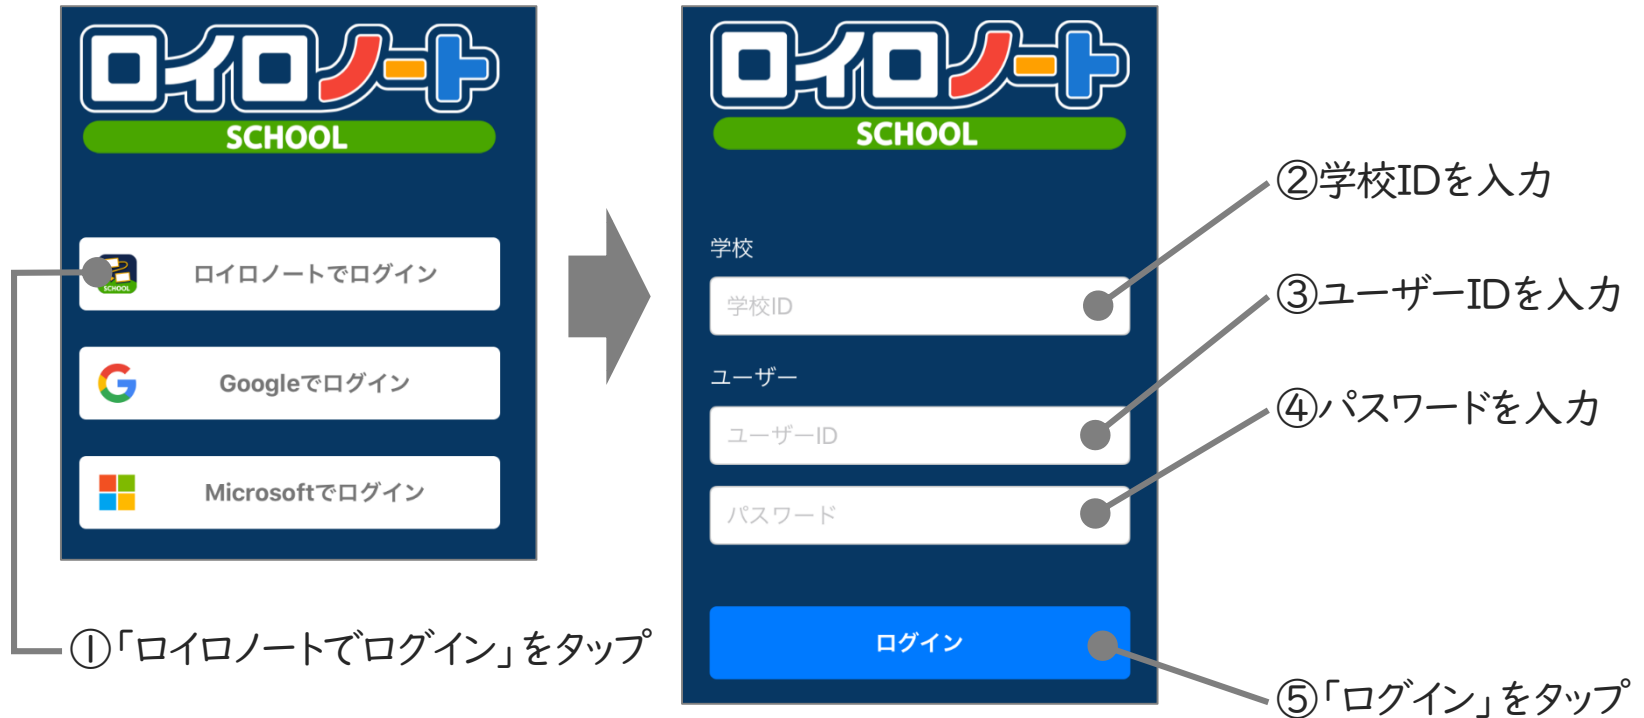 ロイロノート
SCHOOL
SCHOOL
ロイロノートでログイン
Googleでログイン
Microsoftでログイン
①「ロイロノートでログイン」をタップ
ロイロノート
SCHOOL
学校
学校ID
ユーザー
ユーザーID
パスワード
ログイン
②学校IDを入力
③ユーザーIDを入力
④パスワードを入力
⑤「ログイン」をタップ